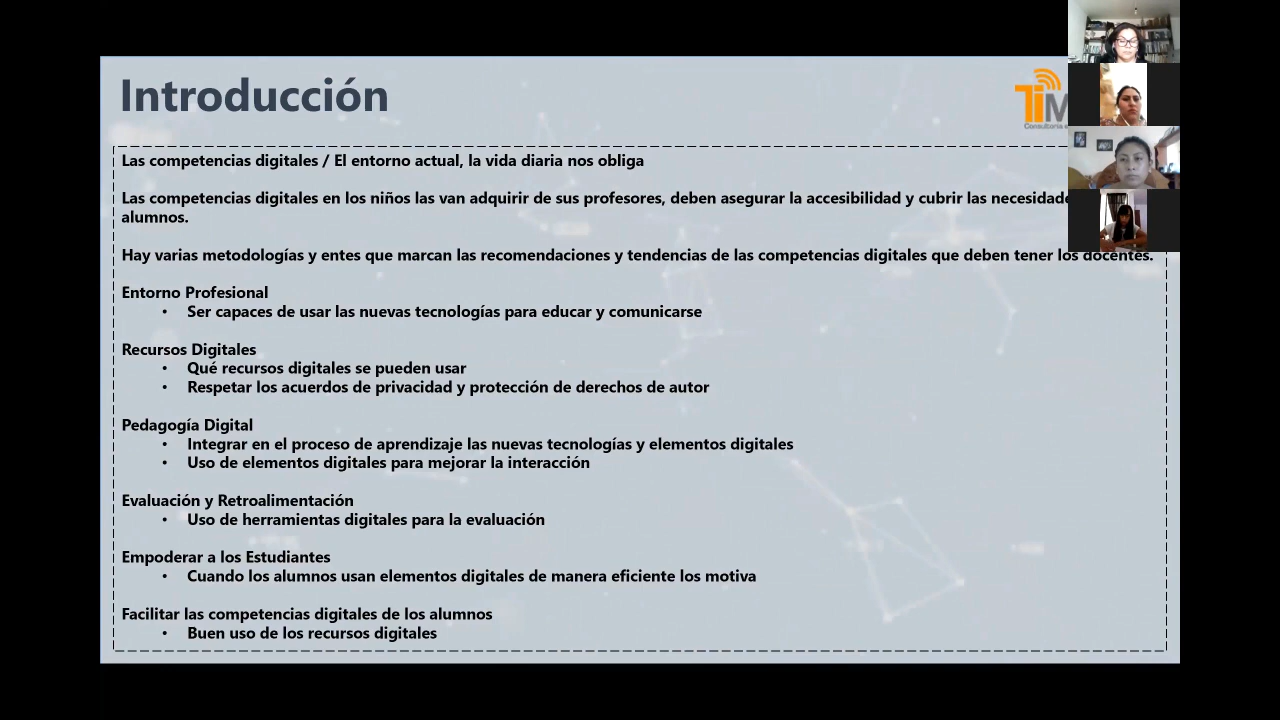 Introducción
TiM
Consultoría
Las competencias digitales / El entorno actual, la vida diaria nos obliga
Las competencias digitales en los niños las van adquirir de sus profesores, deben asegurar la accesibilidad y cubrir las
alumnos.
Hay varias metodologías y entes que marcan las recomendaciones y tendencias de las competencias digitales que deben tener los docentes.
Entorno Profesional
• Ser capaces de usar las nuevas tecnologías para educar y comunicarse
Recursos Digitales
• Qué recursos digitales se pueden usar
• Respetar los acuerdos de privacidad y protección de derechos de autor
Pedagogía Digital
• Integrar en el proceso de aprendizaje las nuevas tecnologías y elementos digitales
• Uso de elementos digitales para mejorar la interacción
Evaluación y Retroalimentación
• Uso de herramientas digitales para la evaluación
Empoderar a los Estudiantes
• Cuando los alumnos usan elementos digitales de manera eficiente los motiva
Facilitar las competencias digitales de los alumnos
• Buen uso de los recursos digitales